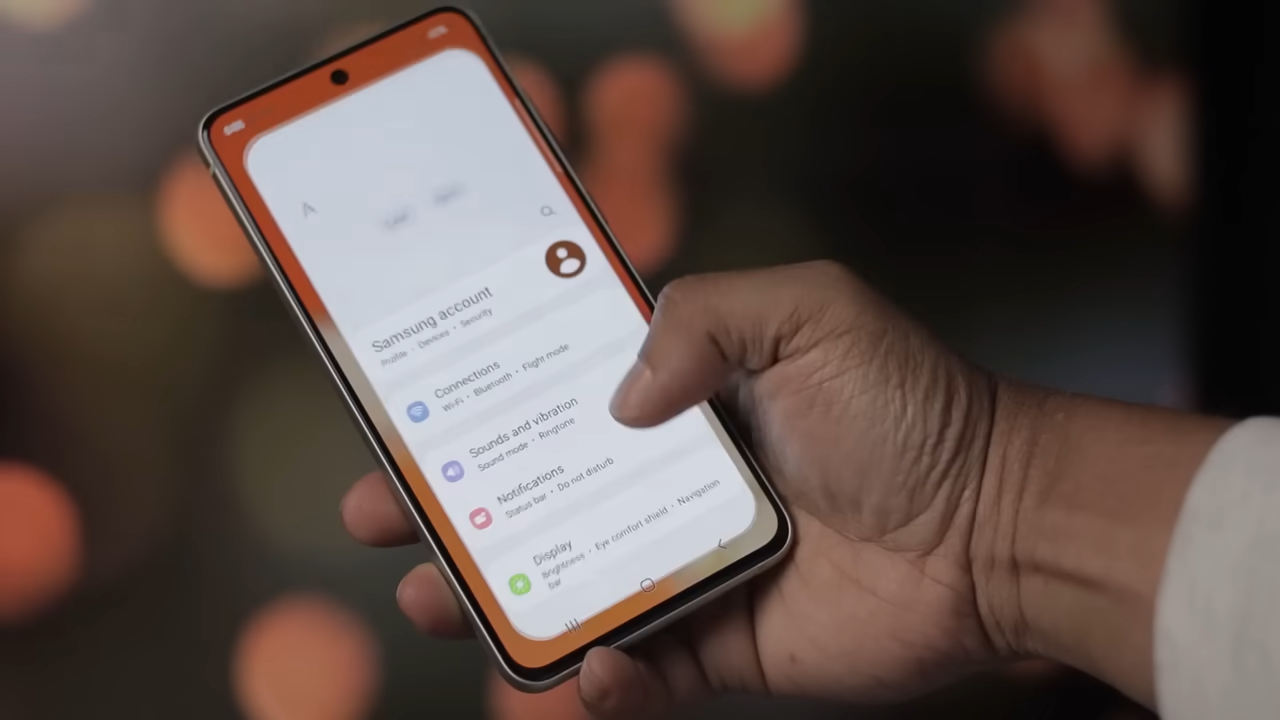 Samsung account
Profile • Devices • Security
Connections
Wi-Fi • Bluetooth • Flight mode
Sounds and vibration
Sound mode • Ringtone
Notifications
Status bar • Do not disturb
Display
Brightness • Eye comfort shield • Navigation
bar